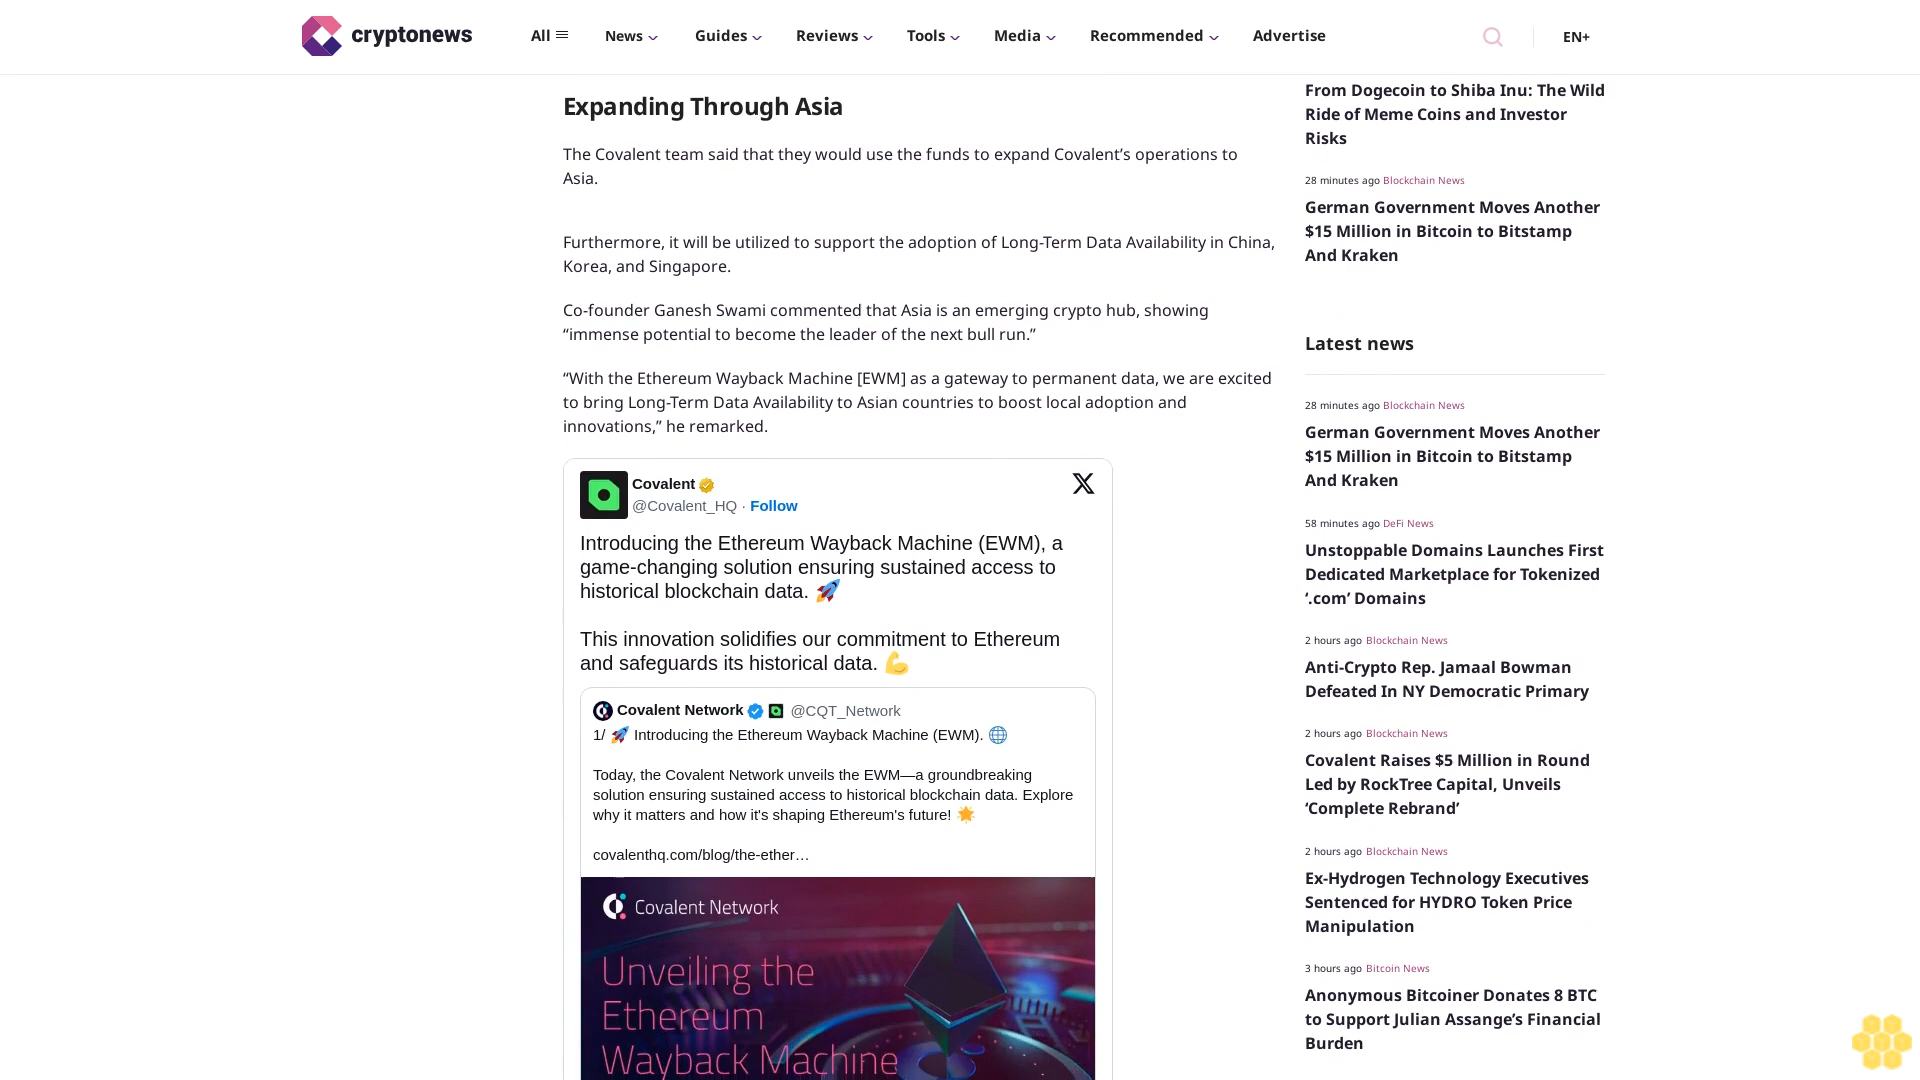 cryptonews
All
News
Guides
Reviews
Tools
Media
Recommended
Advertise
EN+
Expanding Through Asia
The Covalent team said that they would use the funds to expand Covalent’s operations to
Asia.
Furthermore, it will be utilized to support the adoption of Long-Term Data Availability in China,
Korea, and Singapore.
Co-founder Ganesh Swami commented that Asia is an emerging crypto hub, showing
“immense potential to become the leader of the next bull run.”
“With the Ethereum Wayback Machine [EWM] as a gateway to permanent data, we are excited
to bring Long-Term Data Availability to Asian countries to boost local adoption and
innovations,” he remarked.
Covalent
@Covalent_HQ · Follow
Introducing the Ethereum Wayback Machine (EWM), a
game-changing solution ensuring sustained access to
historical blockchain data. 🚀
This innovation solidifies our commitment to Ethereum
and safeguards its historical data. 💪
Covalent Network @CQT_Network
1/ 🚀 Introducing the Ethereum Wayback Machine (EWM). 🌐
Today, the Covalent Network unveils the EWM—a groundbreaking
solution ensuring sustained access to historical blockchain data. Explore
why it matters and how it's shaping Ethereum's future! 🌟
covalenthq.com/blog/the-ether…
Covalent Network
Unveiling the
Ethereum
Wayback Machine
From Dogecoin to Shiba Inu: The Wild
Ride of Meme Coins and Investor
Risks
28 minutes ago Blockchain News
German Government Moves Another
$15 Million in Bitcoin to Bitstamp
And Kraken
Latest news
28 minutes ago Blockchain News
German Government Moves Another
$15 Million in Bitcoin to Bitstamp
And Kraken
58 minutes ago DeFi News
Unstoppable Domains Launches First
Dedicated Marketplace for Tokenized
‘.com’ Domains
2 hours ago Blockchain News
Anti-Crypto Rep. Jamaal Bowman
Defeated In NY Democratic Primary
2 hours ago Blockchain News
Covalent Raises $5 Million in Round
Led by RockTree Capital, Unveils
‘Complete Rebrand’
2 hours ago Blockchain News
Ex-Hydrogen Technology Executives
Sentenced for HYDRO Token Price
Manipulation
3 hours ago Bitcoin News
Anonymous Bitcoiner Donates 8 BTC
to Support Julian Assange’s Financial
Burden